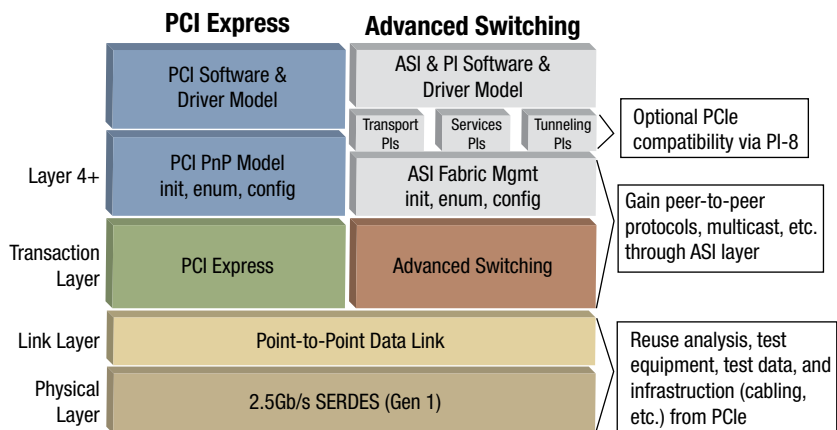 PCI Express
Advanced Switching
PCI Software &
Driver Model
ASI & PI Software &
Driver Model
Transport
PIs
Services
PIs
Tunneling
PIs
Optional PCIe
compatibility via PI-8
Layer 4+
PCI PnP Model
init, enum, config
ASI Fabric Mgmt
init, enum, config
Gain peer-to-peer
protocols, multicast, etc.
through ASI layer
Transaction
Layer
PCI Express
Advanced Switching
Link Layer
Point-to-Point Data Link
Physical
Layer
2.5Gb/s SERDES (Gen 1)
Reuse analysis, test
equipment, test data, and
infrastruction (cabling,
etc.) from PCIe